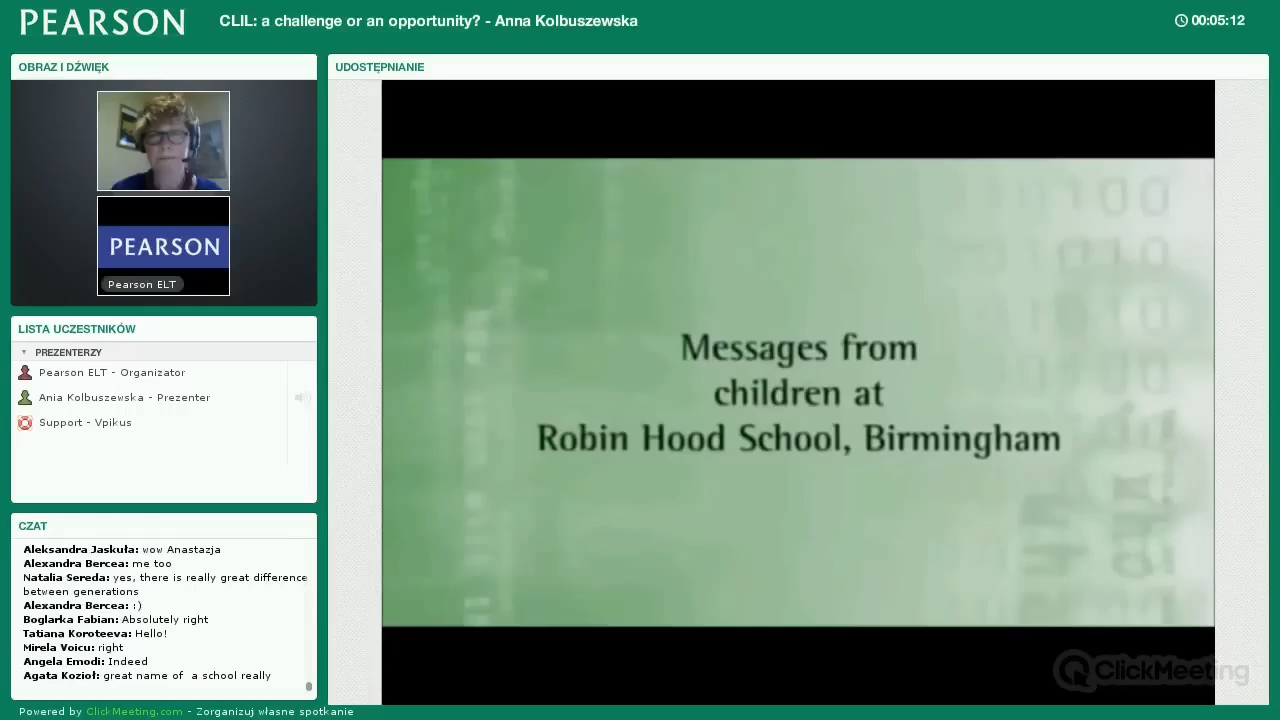 PEARSON
CLIL: a challenge or an opportunity? - Anna Kolbuszewska
00:05:12
OBRAZ I DŹWIĘK
PEARSON
Pearson ELT
LISTA UCZESTNIKÓW
PREZENTERZY
Pearson ELT - Organizator
Ania Kolbuszewska - Prezenter
Support - Vpikus
CZAT
Aleksandra Jaskuła: wow Anastazja
Alexandra Bercea: me too
Natalia Sereda: yes, there is really great difference
between generations
Alexandra Bercea: :)
Boglarka Fabian: Absolutely right
Tatiana Koroteeva: Hello!
Mirela Voicu: right
Angela Emodi: Indeed
Agata Kozioł: great name of  a school really
UDOSTĘPNIANIE
Messages from
children at
Robin Hood School, Birmingham
ClickMeeting
Powered by ClickMeeting.com - Zorganizuj własne spotkanie